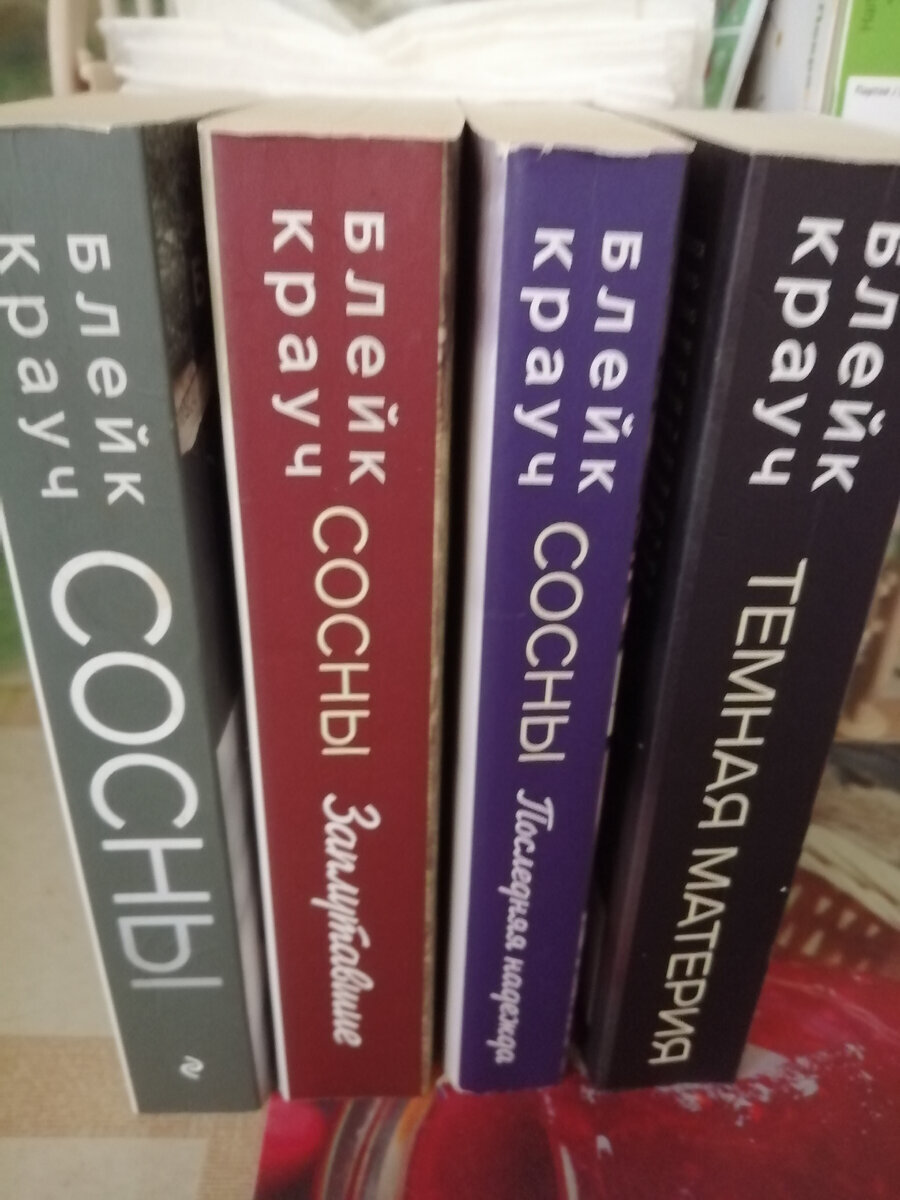 Блейк
Крауч
СОСНЫ
Блейк
Крауч
СОСНЫ
Заплутавшие
Блейк
Крауч
СОСНЫ
Последняя надежда
Блейк
Крауч
ТЕМНАЯ МАТЕРИЯ